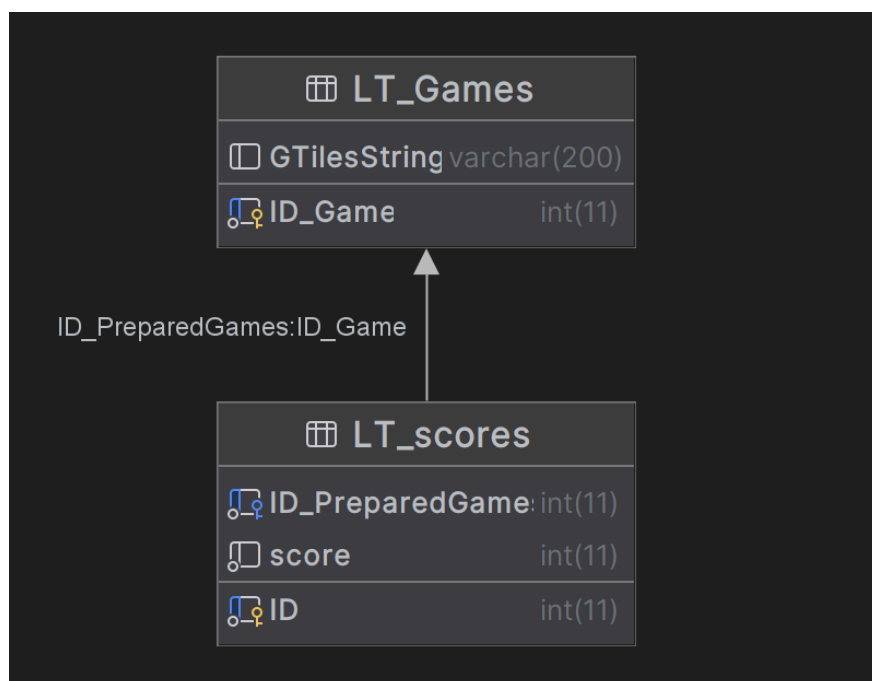 LT_Games
GTilesString varchar(200)
ID_Game int(11)
ID_PreparedGames:ID_Game
LT_scores
ID_PreparedGame int(11)
score int(11)
ID int(11)